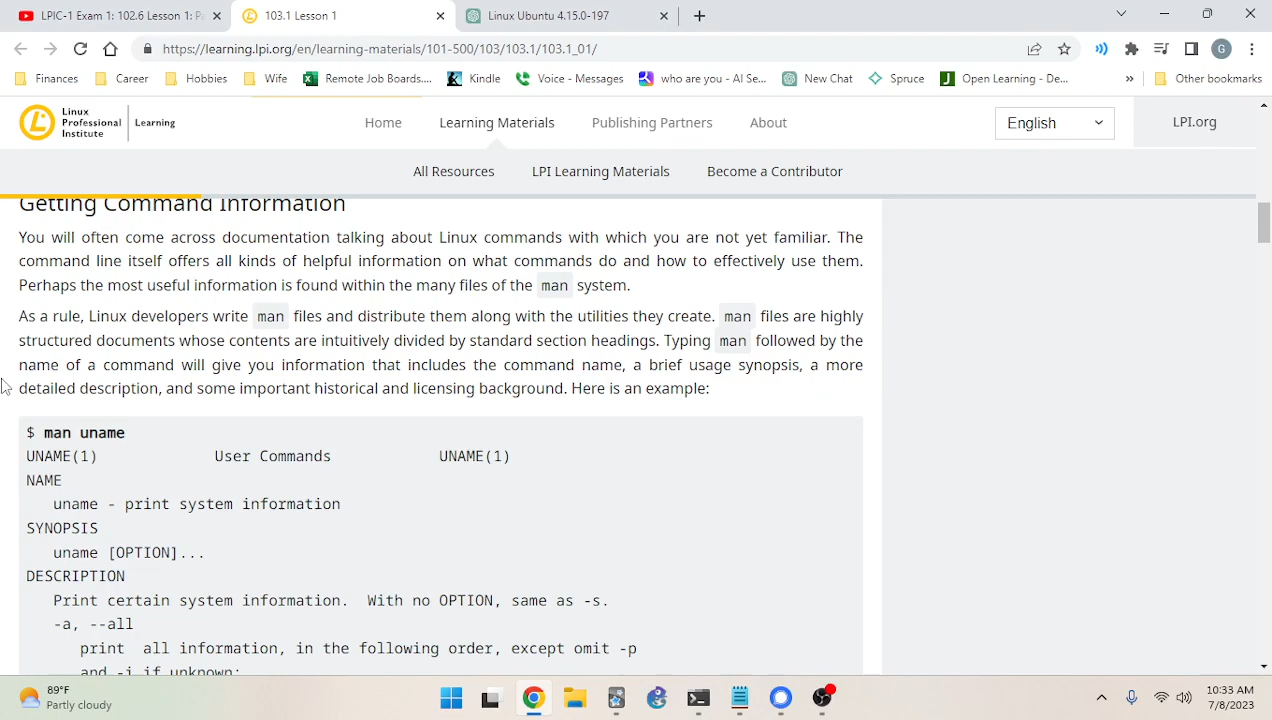 LPIC-1 Exam 1: 102.6 Lesson 1: Pa
103.1 Lesson 1
Linux Ubuntu 4.15.0-197
https://learning.lpi.org/en/learning-materials/101-500/103/103.1/103.1_01/
G
Finances
Career
Hobbies
Wife
Remote Job Boards....
Kindle
Voice - Messages
who are you - AI Se...
New Chat
Spruce
Open Learning - De...
»
Other bookmarks
Linux
Professional
Institute
Learning
Home
Learning Materials
Publishing Partners
About
English
LPI.org
All Resources
LPI Learning Materials
Become a Contributor
Getting Command Information
You will often come across documentation talking about Linux commands with which you are not yet familiar. The
command line itself offers all kinds of helpful information on what commands do and how to effectively use them.
Perhaps the most useful information is found within the many files of the man system.
As a rule, Linux developers write man files and distribute them along with the utilities they create. man files are highly
structured documents whose contents are intuitively divided by standard section headings. Typing man followed by the
name of a command will give you information that includes the command name, a brief usage synopsis, a more
detailed description, and some important historical and licensing background. Here is an example:
$ man uname
UNAME(1) User Commands UNAME(1)
NAME
uname - print system information
SYNOPSIS
uname [OPTION]...
DESCRIPTION
Print certain system information. With no OPTION, same as -s.
-a, --all
print all information, in the following order, except omit -p
and -i if unknown:
89°F
Partly cloudy
10:33 AM
7/8/2023